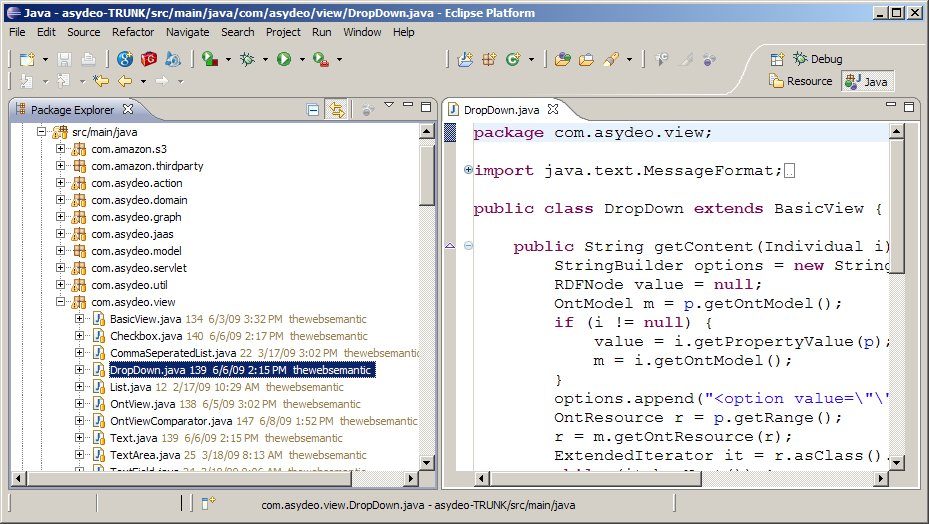 Java - asydeo-TRUNK/src/main/java/com/asydeo/view/DropDown.java - Eclipse Platform
File Edit Source Refactor Navigate Search Project Run Window Help
Debug
Resource Java
Package Explorer
src/main/java
com.amazon.s3
com.amazon.thirdparty
com.asydeo.action
com.asydeo.domain
com.asydeo.graph
com.asydeo.jaas
com.asydeo.model
com.asydeo.servlet
com.asydeo.util
com.asydeo.view
BasicView.java 134 6/3/09 3:32 PM thewebsemantic
Checkbox.java 140 6/6/09 2:17 PM thewebsemantic
CommaSeperatedList.java 22 3/17/09 3:02 PM thewebsemantic
DropDown.java 139 6/6/09 2:15 PM thewebsemantic
List.java 12 2/17/09 10:29 AM thewebsemantic
OntView.java 138 6/5/09 3:02 PM thewebsemantic
OntViewComparator.java 147 6/8/09 1:52 PM thewebsemantic
Text.java 139 6/6/09 2:15 PM thewebsemantic
TextArea.java 25 3/18/09 8:13 AM thewebsemantic
DropDown.java
package com.asydeo.view;
import java.text.MessageFormat;
public class DropDown extends BasicView {
public String getContent(Individual i)
StringBuilder options = new String
RDFNode value = null;
OntModel m = p.getOntModel();
if (i != null) {
value = i.getPropertyValue(p);
m = i.getOntModel();
}
options.append("<option value=\"\"
OntResource r = p.getRange();
r = m.getOntResource(r);
ExtendedIterator it = r.asClass().
com.asydeo.view.DropDown.java - asydeo-TRUNK/src/main/java